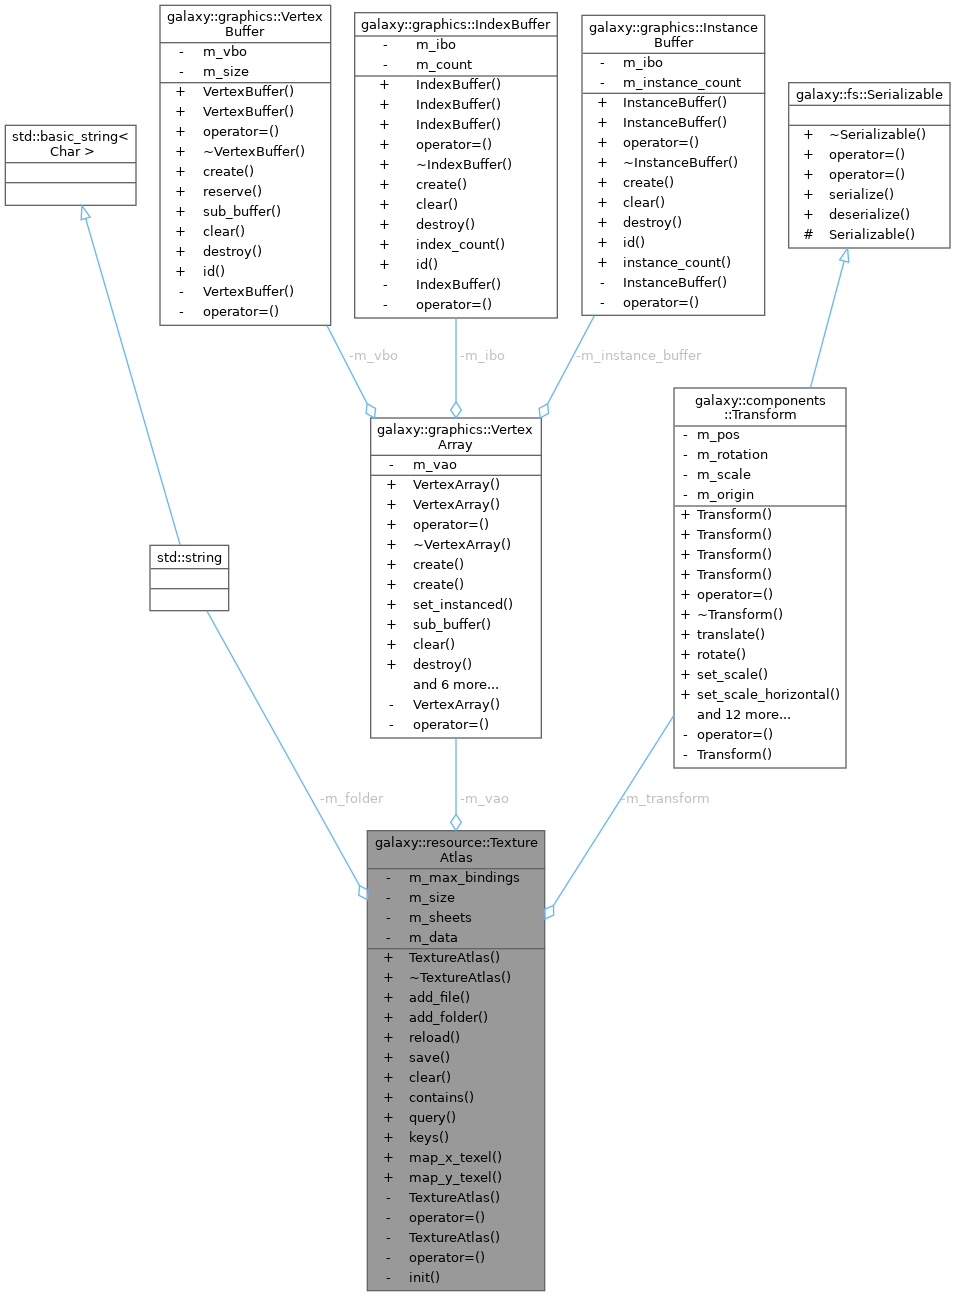 galaxy::graphics::Vertex
Buffer
- m_vbo
- m_size
+ VertexBuffer()
+ VertexBuffer()
+ operator=()
+ ~VertexBuffer()
+ create()
+ reserve()
+ sub_buffer()
+ clear()
+ destroy()
+ id()
- VertexBuffer()
- operator=()
galaxy::graphics::IndexBuffer
- m_ibo
- m_count
+ IndexBuffer()
+ IndexBuffer()
+ IndexBuffer()
+ operator=()
+ ~IndexBuffer()
+ create()
+ clear()
+ destroy()
+ index_count()
+ id()
- IndexBuffer()
- operator=()
galaxy::graphics::Instance
Buffer
- m_ibo
- m_instance_count
+ InstanceBuffer()
+ InstanceBuffer()
+ operator=()
+ ~InstanceBuffer()
+ create()
+ clear()
+ destroy()
+ id()
+ instance_count()
- InstanceBuffer()
- operator=()
galaxy::fs::Serializable
+ ~Serializable()
+ operator=()
+ operator=()
+ serialize()
+ deserialize()
# Serializable()
std::basic_string<
Char >
-m_vbo
-m_ibo
-m_instance_buffer
galaxy::graphics::Vertex
Array
- m_vao
+ VertexArray()
+ VertexArray()
+ operator=()
+ ~VertexArray()
+ create()
+ create()
+ set_instanced()
+ sub_buffer()
+ clear()
+ destroy()
and 6 more...
- VertexArray()
- operator=()
galaxy::components
::Transform
- m_pos
- m_rotation
- m_scale
- m_origin
+ Transform()
+ Transform()
+ Transform()
+ Transform()
+ operator=()
+ ~Transform()
+ translate()
+ rotate()
+ set_scale()
+ set_scale_horizontal()
and 12 more...
- operator=()
- Transform()
std::string
-m_folder
-m_vao
-m_transform
galaxy::resource::Texture
Atlas
- m_max_bindings
- m_size
- m_sheets
- m_data
+ TextureAtlas()
+ ~TextureAtlas()
+ add_file()
+ add_folder()
+ reload()
+ save()
+ clear()
+ contains()
+ query()
+ keys()
+ map_x_texel()
+ map_y_texel()
- TextureAtlas()
- operator=()
- TextureAtlas()
- operator=()
- init()